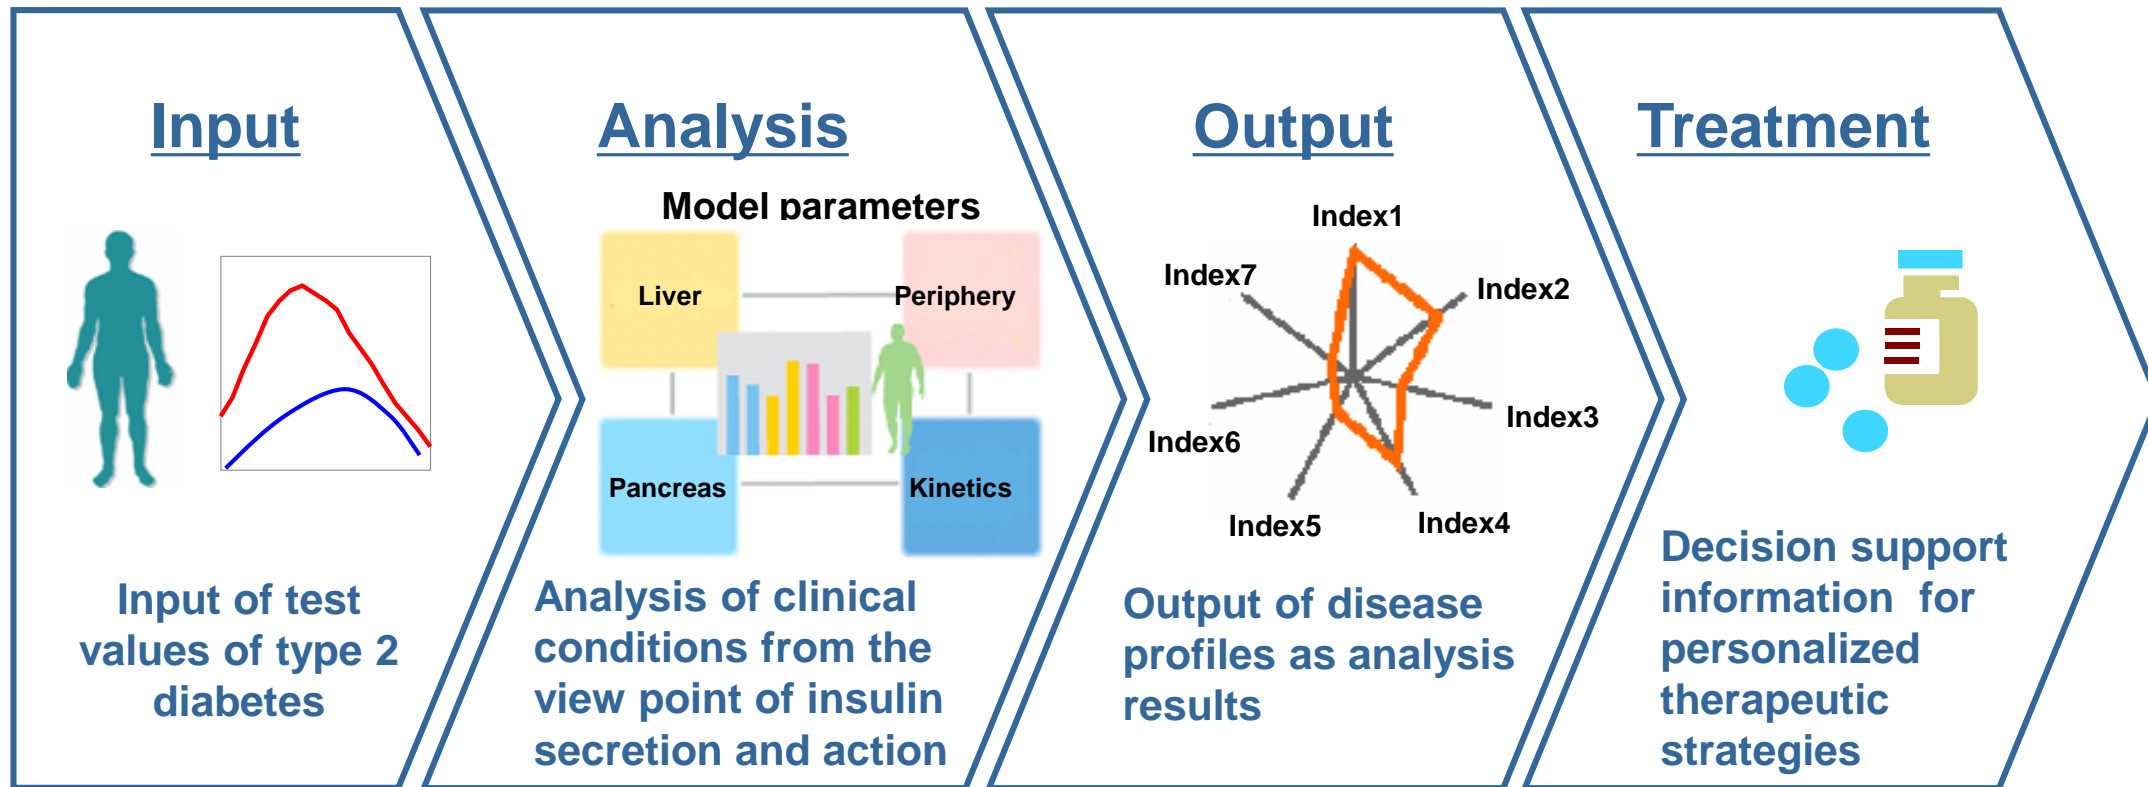 Input
Input of test
values of type 2
diabetes
Analysis
Model parameters
Liver
Periphery
Pancreas
Kinetics
Analysis of clinical
conditions from the
view point of insulin
secretion and action
Output
Index1
Index7
Index2
Index3
Index6
Index5
Index4
Output of disease
profiles as analysis
results
Treatment
Decision support
information  for
personalized
therapeutic
strategies